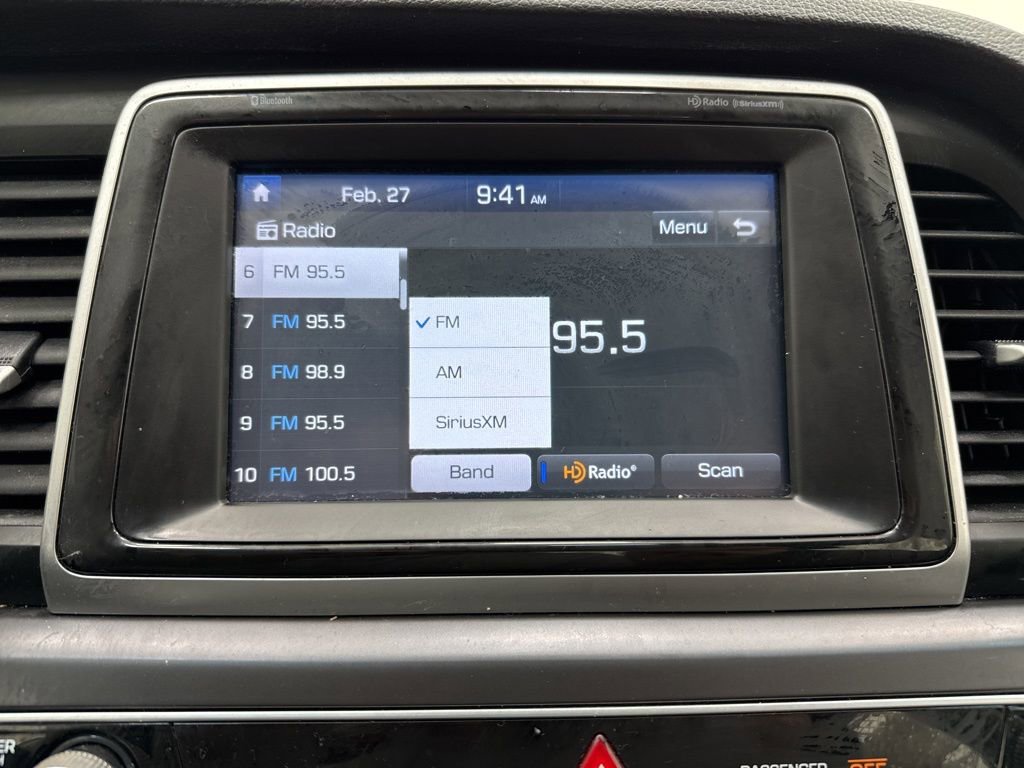 Bluetooth
HD Radio ((SiriusXM))
Feb. 27 9:41 AM
Radio
Menu
6 FM 95.5
7 FM 95.5
8 FM 98.9
9 FM 95.5
10 FM 100.5
FM
AM
SiriusXM
95.5
Band
HD Radio®
Scan
PASSENGER OFF